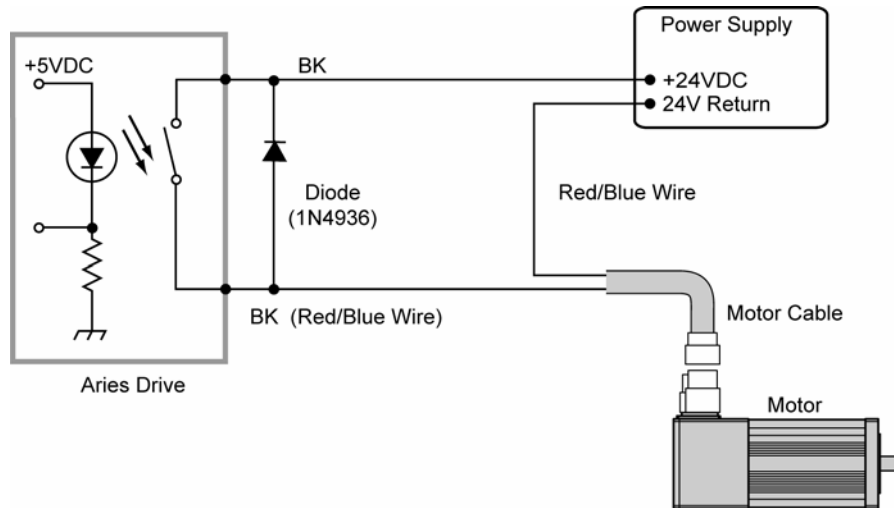 Power Supply
+5VDC
BK
+24VDC
24V Return
Diode
(1N4936)
Red/Blue Wire
BK (Red/Blue Wire)
Motor Cable
Aries Drive
Motor